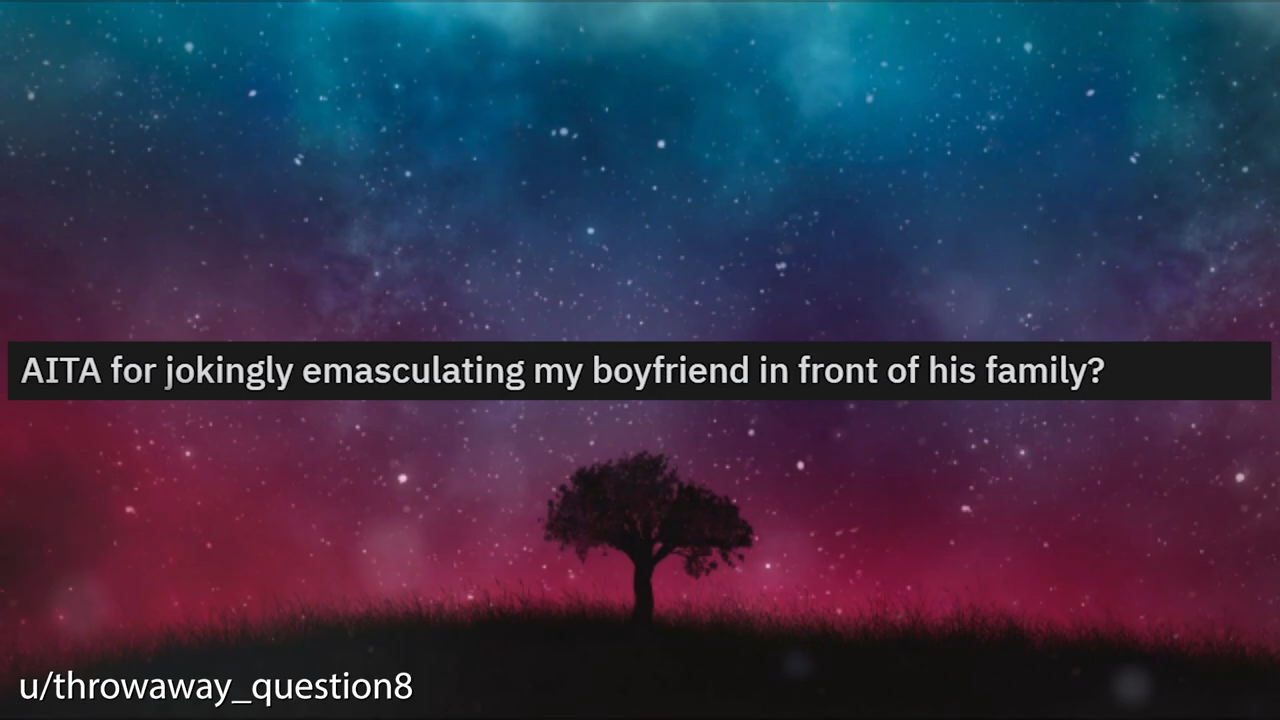 AITA for jokingly emasculating my boyfriend in front of his family?
u/throwaway_question8